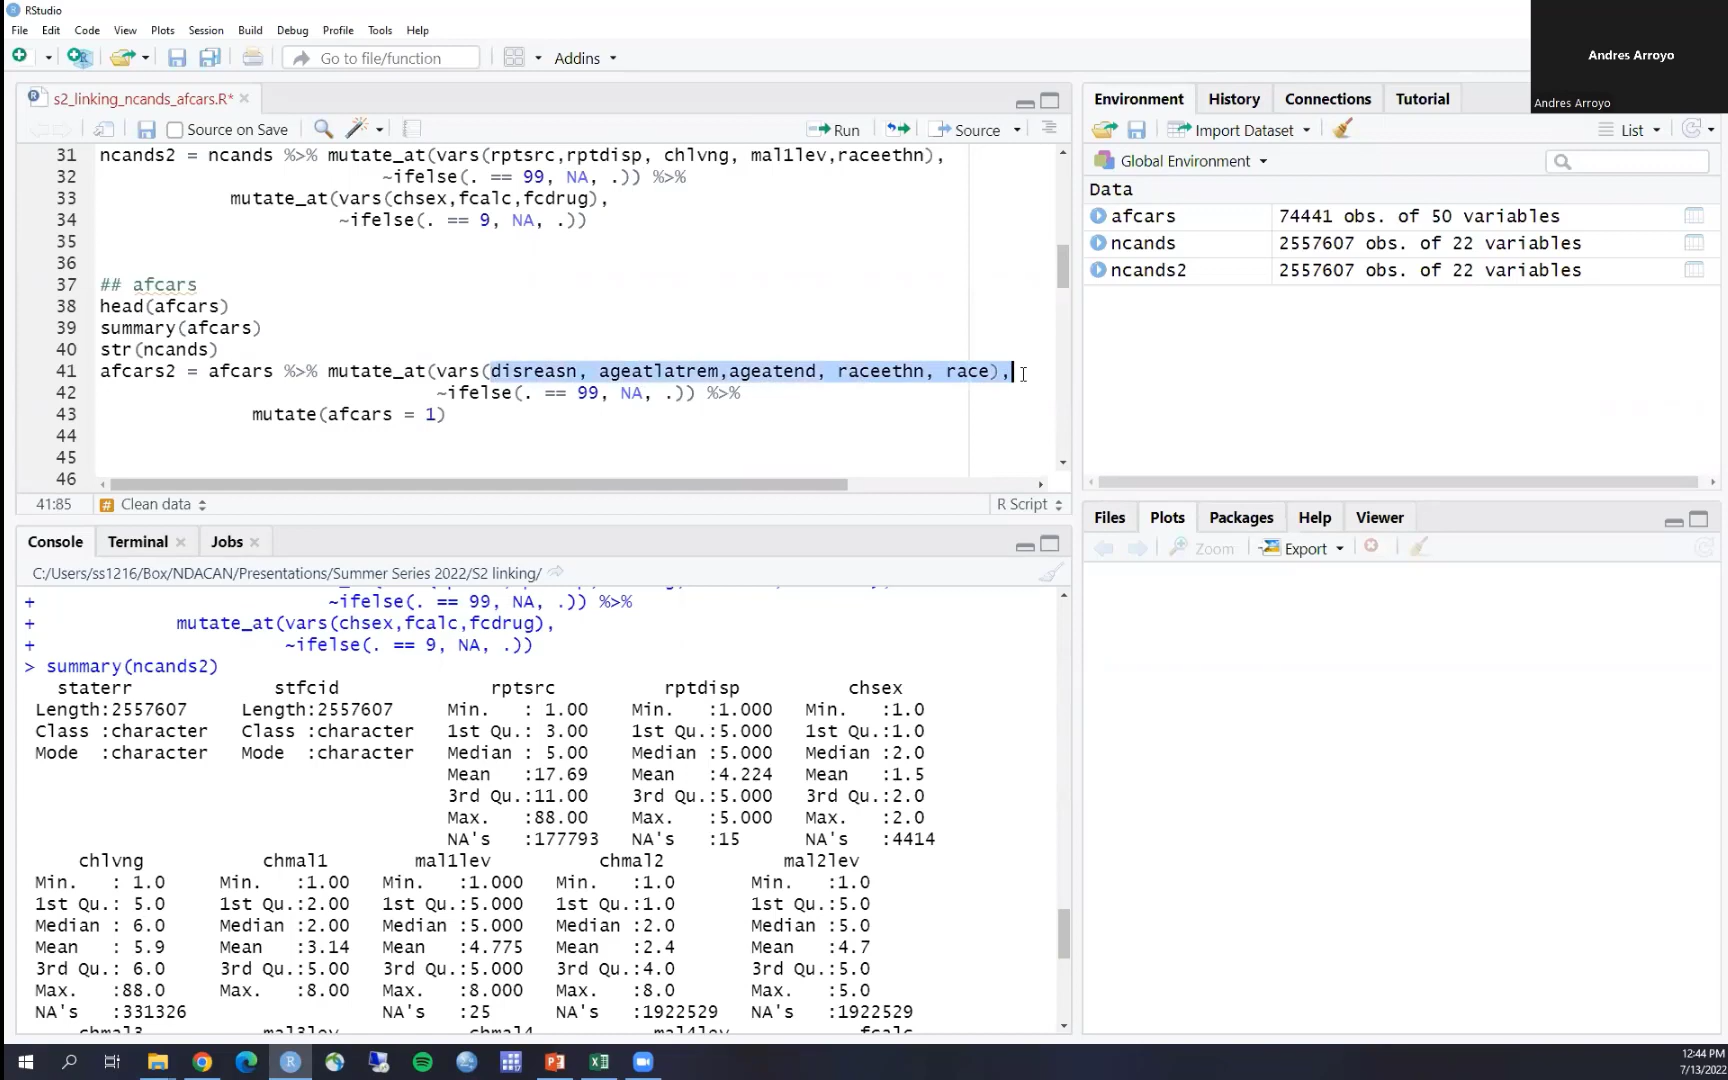 RStudio
File Edit Code View Plots Session Build Debug Profile Tools Help
Go to file/function Addins
Andres Arroyo
Andres Arroyo
s2_linking_ncands_afcars.R*
Source on Save Run Source
31 ncands2 = ncands %>% mutate_at(vars(rptsrc,rptdisp, chlvng, mal1lev,raceethn),
32 ~ifelse(. == 99, NA, .)) %>%
33 mutate_at(vars(chsex,fcalc,fcdrug),
34 ~ifelse(. == 9, NA, .))
35
36
37 ## afcars
38 head(afcars)
39 summary(afcars)
40 str(ncands)
41 afcars2 = afcars %>% mutate_at(vars(disreasn, ageatlatrem,ageatend, raceethn, race),
42 ~ifelse(. == 99, NA, .)) %>%
43 mutate(afcars = 1)
44
45
46
41:85 Clean data R Script
Environment History Connections Tutorial
Import Dataset List
Global Environment
Data
afcars 74441 obs. of 50 variables
ncands 2557607 obs. of 22 variables
ncands2 2557607 obs. of 22 variables
Files Plots Packages Help Viewer
Zoom Export
Console Terminal Jobs
C:/Users/ss1216/Box/NDACAN/Presentations/Summer Series 2022/S2 linking/
+ ~ifelse(. == 99, NA, .)) %>%
+ mutate_at(vars(chsex,fcalc,fcdrug),
+ ~ifelse(. == 9, NA, .))
> summary(ncands2)
staterr stfcid rptsrc rptdisp chsex
Length:2557607 Length:2557607 Min. : 1.00 Min. :1.000 Min. :1.0
Class :character Class :character 1st Qu.: 3.00 1st Qu.:5.000 1st Qu.:1.0
Mode :character Mode :character Median : 5.00 Median :5.000 Median :2.0
Mean :17.69 Mean :4.224 Mean :1.5
3rd Qu.:11.00 3rd Qu.:5.000 3rd Qu.:2.0
Max. :88.00 Max. :5.000 Max. :2.0
NA's :177793 NA's :15 NA's :4414
chlvng chmal1 mal1lev chmal2 mal2lev
Min. : 1.0 Min. :1.00 Min. :1.000 Min. :1.0 Min. :1.0
1st Qu.: 5.0 1st Qu.:2.00 1st Qu.:5.000 1st Qu.:1.0 1st Qu.:5.0
Median : 6.0 Median :2.00 Median :5.000 Median :2.0 Median :5.0
Mean : 5.9 Mean :3.14 Mean :4.775 Mean :2.4 Mean :4.7
3rd Qu.: 6.0 3rd Qu.:5.00 3rd Qu.:5.000 3rd Qu.:4.0 3rd Qu.:5.0
Max. :88.0 Max. :8.00 Max. :8.000 Max. :8.0 Max. :5.0
NA's :331326 NA's :25 NA's :1922529 NA's :1922529
chmal3 mal3lev chmal4 mal4lev fcalc
12:44 PM
7/13/2022